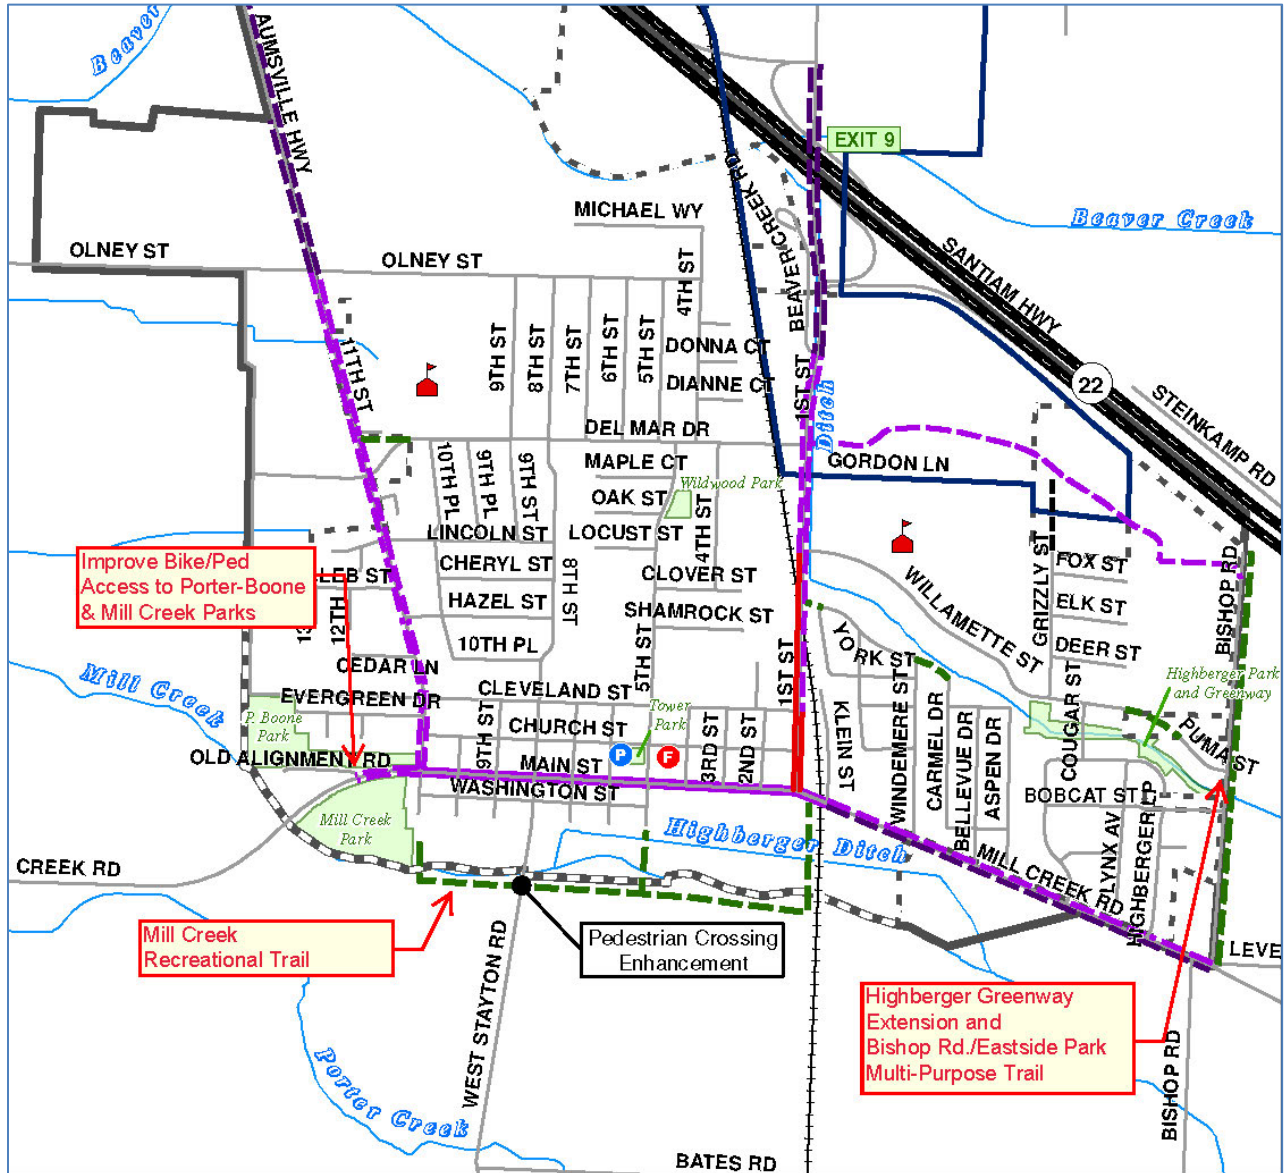 Beaver
AUMSVILLE HWY
EXIT 9
BEAVER CREEK RD
MICHAEL WY
Beaver Creek
OLNEY ST
OLNEY ST
SANTIAM HWY
4TH ST
BEAVER
9TH ST
8TH ST
7TH ST
6TH ST
5TH ST
DONNA CT
11TH ST
DIANNE CT
1ST ST
Ditch
22
STEINKAMP RD
DEL MAR DR
10TH PL
9TH PL
9TH ST
MAPLE CT
GORDON LN
Wildwood Park
OAK ST
4TH ST
LINCOLN ST
LOCUST ST
Improve Bike/Ped
Access to Porter-Boone
& Mill Creek Parks
LEB ST
CHERYL ST
8TH ST
CLOVER ST
WILLAMETTE ST
GRIZZLY ST
FOX ST
BISHOP RD
13
12TH
HAZEL ST
SHAMROCK ST
ELK ST
10TH PL
5TH ST
1ST ST
YORK ST
DEER ST
CEDAR LN
Mill Creek
EVERGREEN DR
CLEVELAND ST
Highberger Park
and Greenway
P. Boone
Park
CHURCH ST
Tower
Park
KLEIN ST
WINDEMERE ST
CARMEL DR
BELLEVUE DR
ASPEN DR
COUGAR ST
PUMA ST
OLD ALIGNMENT RD
9TH ST
MAIN ST
P
F
3RD ST
2ND ST
WASHINGTON ST
BOBCAT ST
Mill Creek
Park
Highberger Ditch
MILL CREEK RD
LYNX AV
HIGHBERGER LP
CREEK RD
Mill Creek
Recreational Trail
WEST STAYTON RD
Pedestrian Crossing
Enhancement
LEVE
Highberger Greenway
Extension and
Bishop Rd./Eastside Park
Multi-Purpose Trail
BISHOP RD
Porter Creek
BATES RD